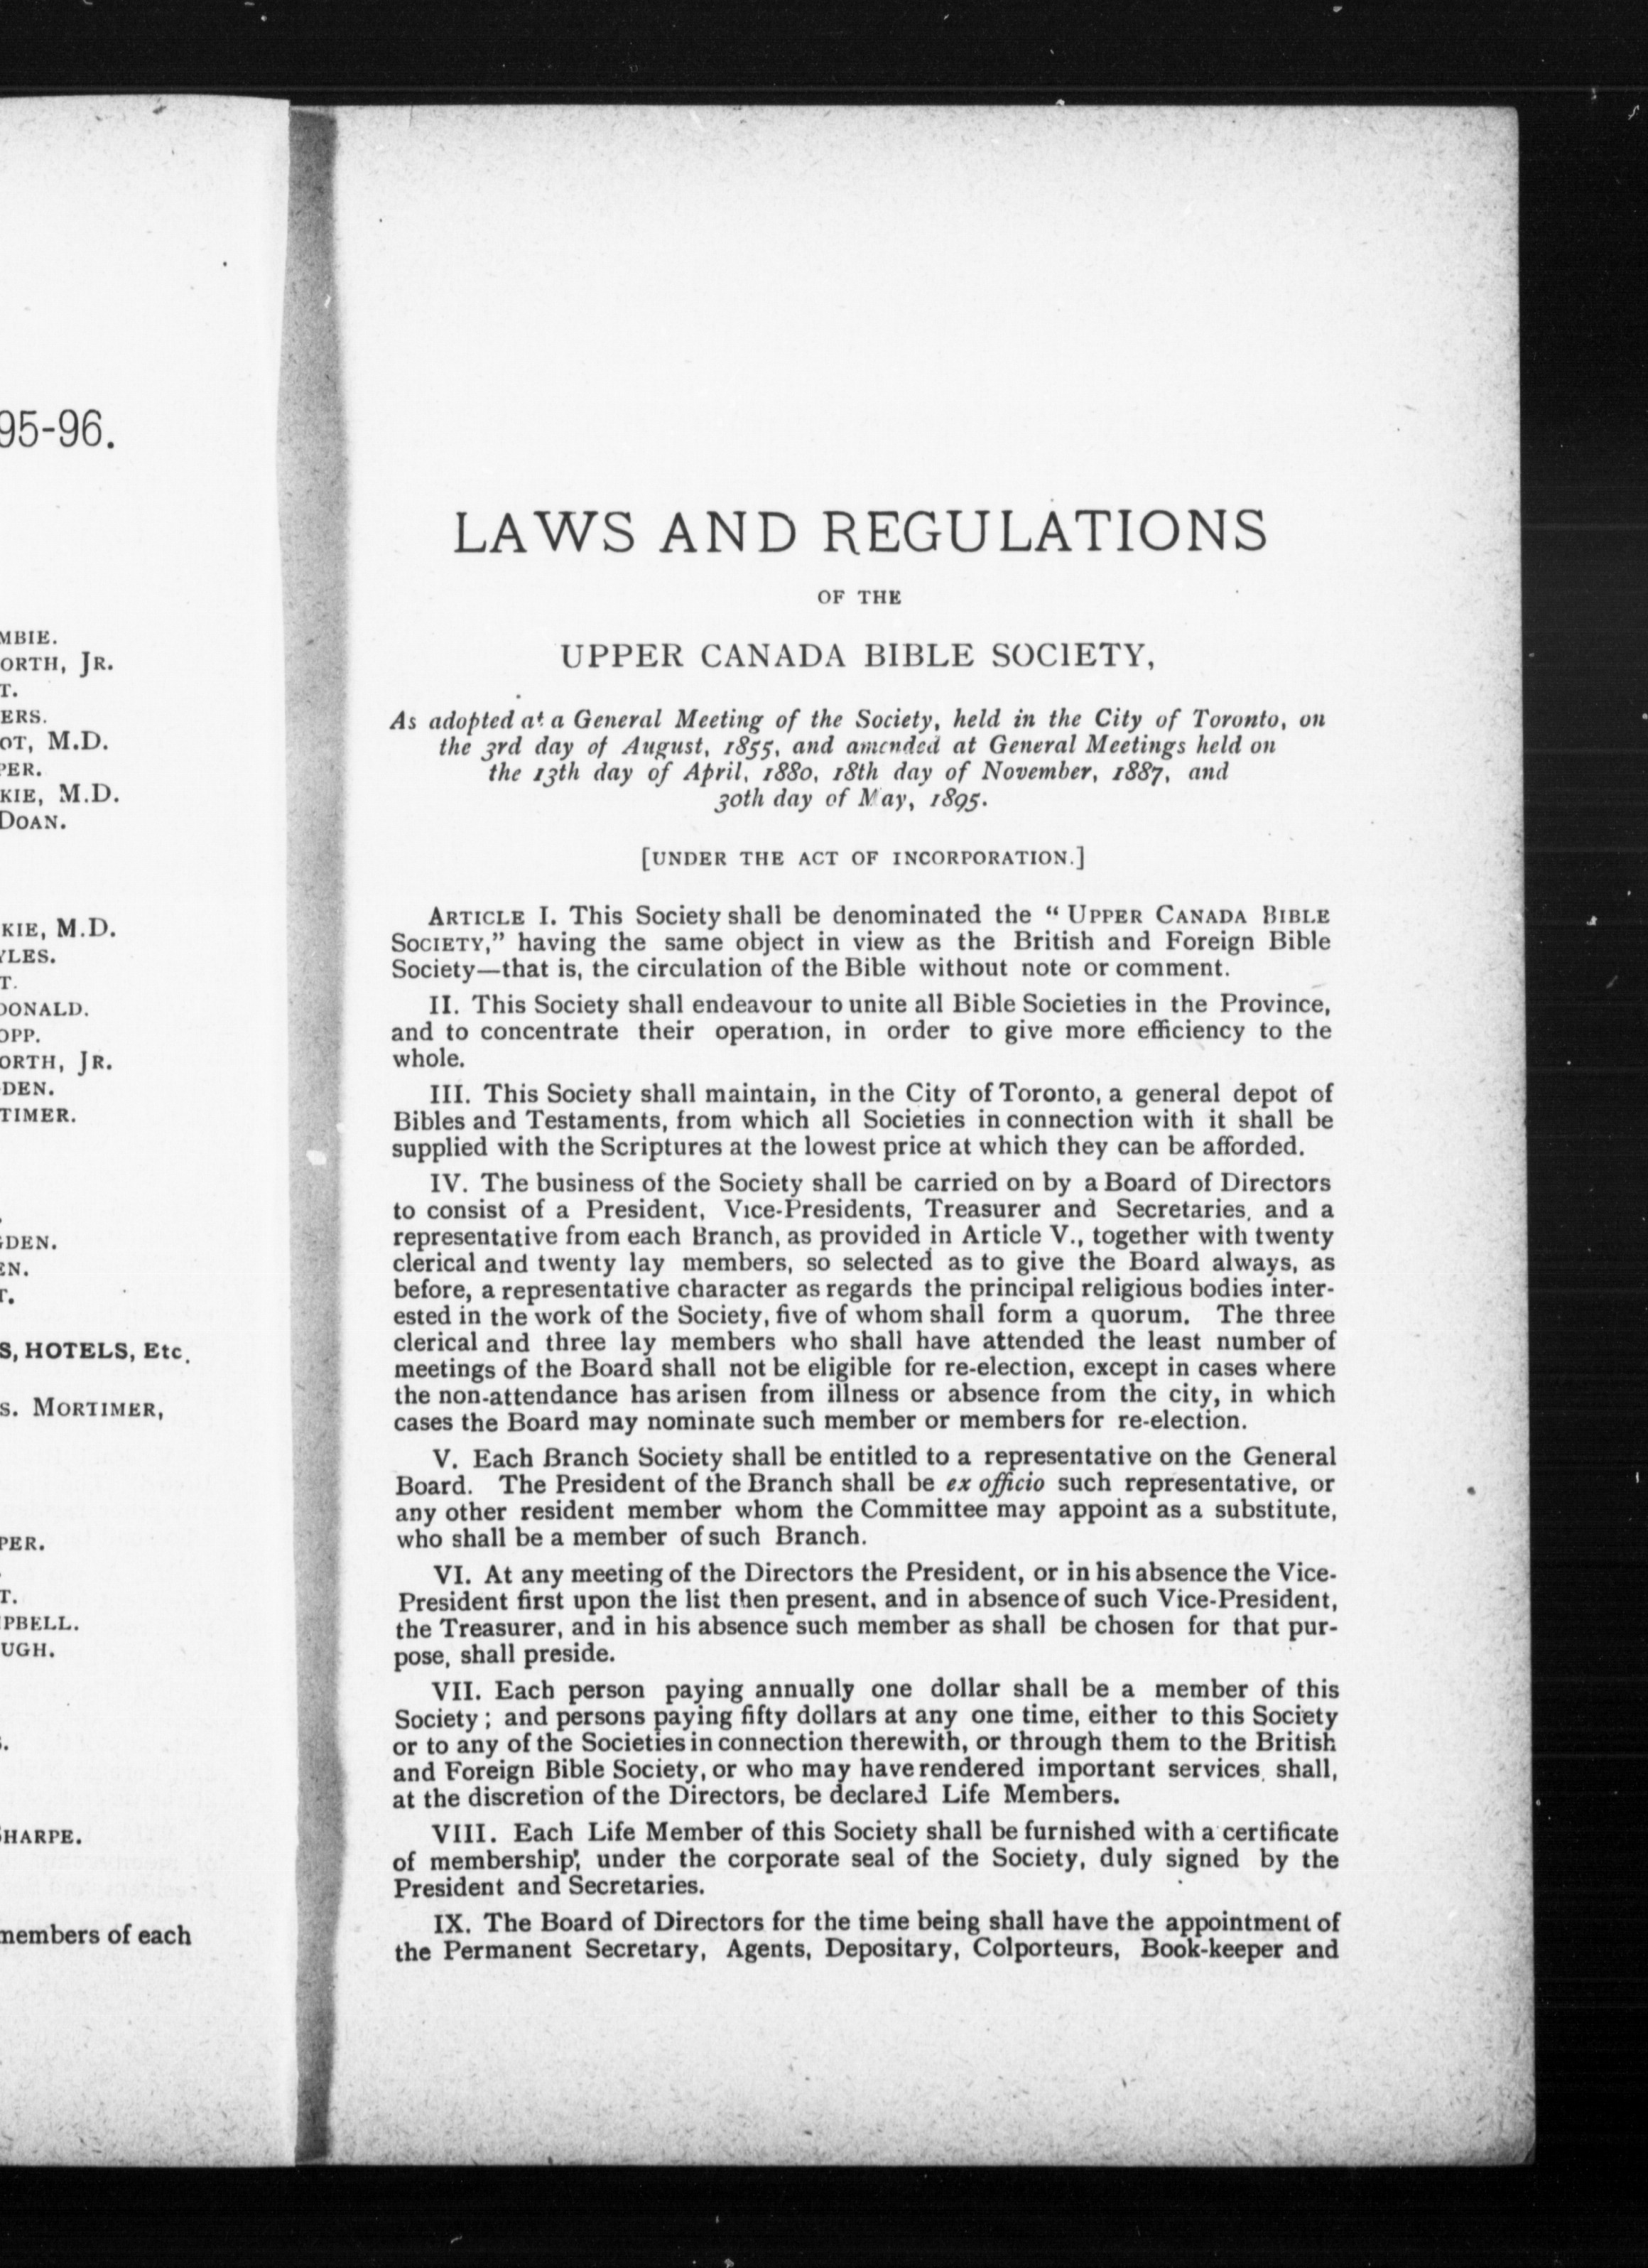 95-96.
MBIE.
ORTH, JR.
T.
ERS.
OT, M.D.
PER.
KIE, M.D.
DOAN.
KIE, M.D.
YLES.
T.
DONALD.
OPP.
ORTH, JR.
DEN.
TIMER.
GDEN.
EN.
T.
S, HOTELS, Etc.
S. MORTIMER,
PER.
T.
PBELL.
UGH.
SHARPE.
members of each
LAWS AND REGULATIONS
OF THE
UPPER CANADA BIBLE SOCIETY,
As adopted at a General Meeting of the Society, held in the City of Toronto, on
the 3rd day of August, 1855, and amended at General Meetings held on
the 13th day of April, 1880, 18th day of November, 1887, and
30th day of May, 1895.
[UNDER THE ACT OF INCORPORATION.]
ARTICLE I. This Society shall be denominated the “ UPPER CANADA BIBLE
SOCIETY,” having the same object in view as the British and Foreign Bible
Society—that is, the circulation of the Bible without note or comment.
II. This Society shall endeavour to unite all Bible Societies in the Province,
and to concentrate their operation, in order to give more efficiency to the
whole.
III. This Society shall maintain, in the City of Toronto, a general depot of
Bibles and Testaments, from which all Societies in connection with it shall be
supplied with the Scriptures at the lowest price at which they can be afforded.
IV. The business of the Society shall be carried on by a Board of Directors
to consist of a President, Vice-Presidents, Treasurer and Secretaries, and a
representative from each Branch, as provided in Article V., together with twenty
clerical and twenty lay members, so selected as to give the Board always, as
before, a representative character as regards the principal religious bodies inter-
ested in the work of the Society, five of whom shall form a quorum. The three
clerical and three lay members who shall have attended the least number of
meetings of the Board shall not be eligible for re-election, except in cases where
the non-attendance has arisen from illness or absence from the city, in which
cases the Board may nominate such member or members for re-election.
V. Each Branch Society shall be entitled to a representative on the General
Board. The President of the Branch shall be ex officio such representative, or
any other resident member whom the Committee may appoint as a substitute,
who shall be a member of such Branch.
VI. At any meeting of the Directors the President, or in his absence the Vice-
President first upon the list then present, and in absence of such Vice-President,
the Treasurer, and in his absence such member as shall be chosen for that pur-
pose, shall preside.
VII. Each person paying annually one dollar shall be a member of this
Society ; and persons paying fifty dollars at any one time, either to this Society
or to any of the Societies in connection therewith, or through them to the British
and Foreign Bible Society, or who may have rendered important services, shall,
at the discretion of the Directors, be declared Life Members.
VIII. Each Life Member of this Society shall be furnished with a certificate
of membership, under the corporate seal of the Society, duly signed by the
President and Secretaries.
IX. The Board of Directors for the time being shall have the appointment of
the Permanent Secretary, Agents, Depositary, Colporteurs, Book-keeper and